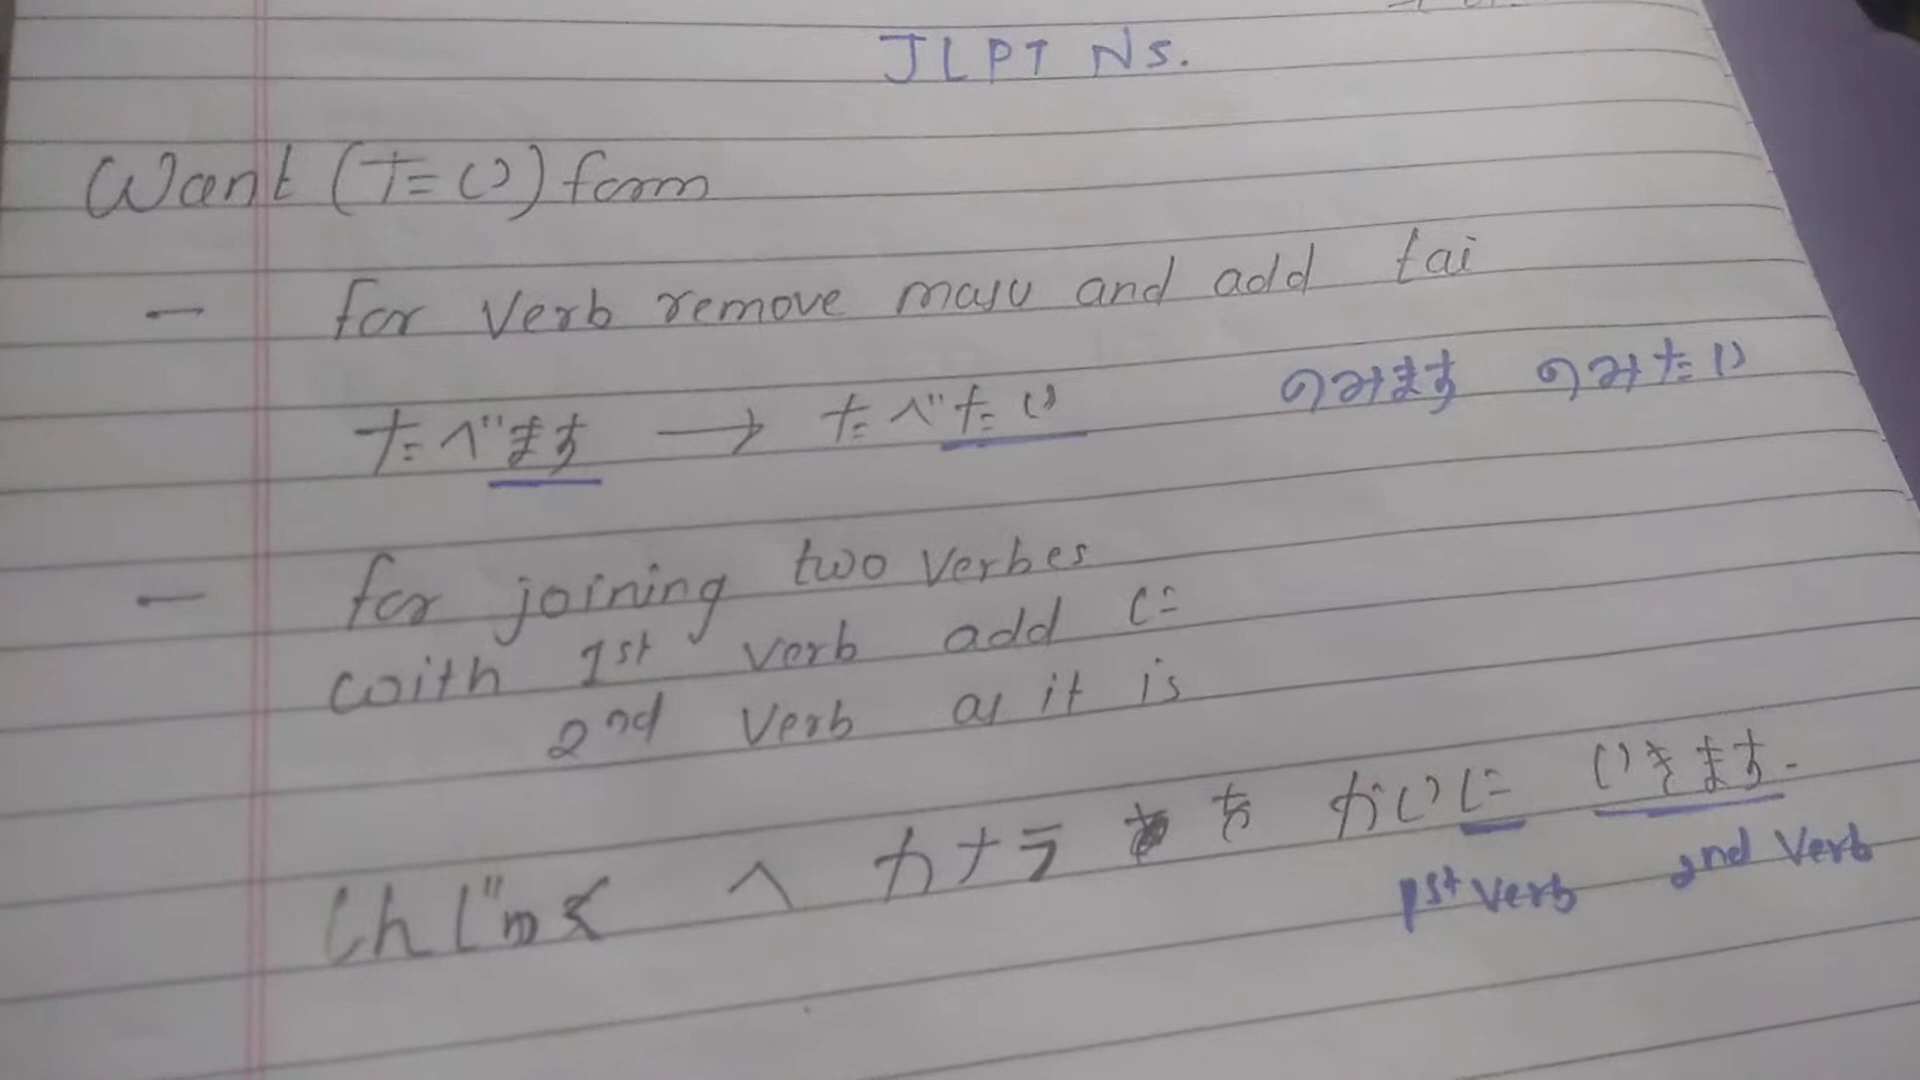 JLPT N5.
Want (たい) form
— for Verb remove masu and add tai
たべます → たべたい のみます のみたい
— for joining two verbes
with 1st verb add に
2nd Verb as it is
しんじゅく へ カナラ を かいに いきます.
1st verb 2nd Verb